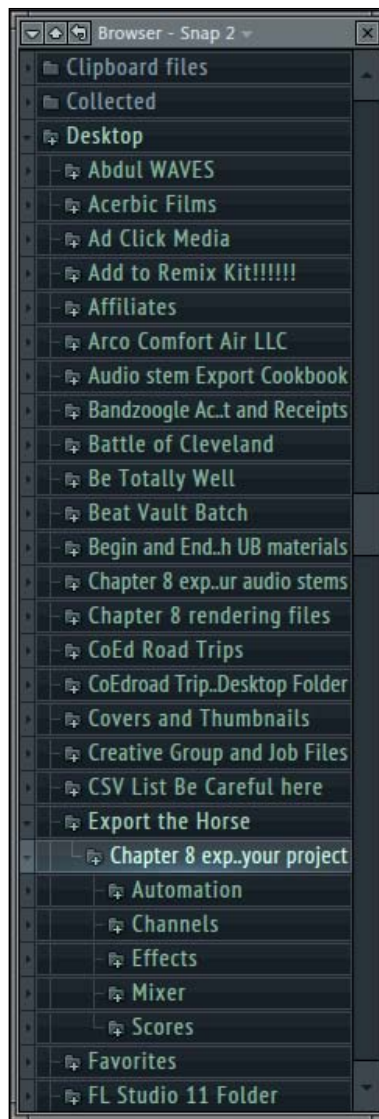 Browser - Snap 2
Clipboard files
Collected
Desktop
Abdul WAVES
Acerbic Films
Ad Click Media
Add to Remix Kit!!!!!!
Affiliates
Arco Comfort Air LLC
Audio stem Export Cookbook
Bandzoogle Ac..t and Receipts
Battle of Cleveland
Be Totally Well
Beat Vault Batch
Begin and End..h UB materials
Chapter 8 exp..ur audio stems
Chapter 8 rendering files
CoEd Road Trips
CoEdroad Trip..Desktop Folder
Covers and Thumbnails
Creative Group and Job Files
CSV List Be Careful here
Export the Horse
Chapter 8 exp..your project
Automation
Channels
Effects
Mixer
Scores
Favorites
FL Studio 11 Folder